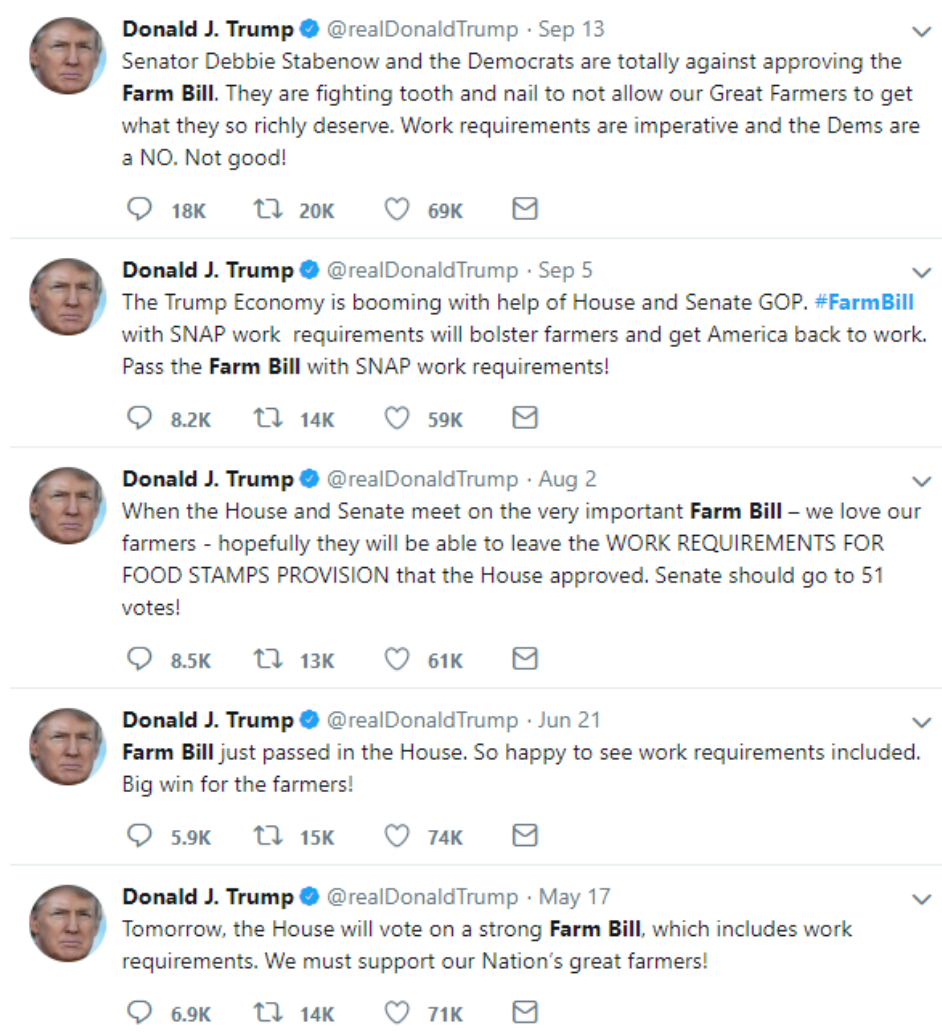 Donald J. Trump @realDonaldTrump · Sep 13
Senator Debbie Stabenow and the Democrats are totally against approving the
Farm Bill. They are fighting tooth and nail to not allow our Great Farmers to get
what they so richly deserve. Work requirements are imperative and the Dems are
a NO. Not good!
18K 20K 69K
Donald J. Trump @realDonaldTrump · Sep 5
The Trump Economy is booming with help of House and Senate GOP. #FarmBill
with SNAP work  requirements will bolster farmers and get America back to work.
Pass the Farm Bill with SNAP work requirements!
8.2K 14K 59K
Donald J. Trump @realDonaldTrump · Aug 2
When the House and Senate meet on the very important Farm Bill – we love our
farmers - hopefully they will be able to leave the WORK REQUIREMENTS FOR
FOOD STAMPS PROVISION that the House approved. Senate should go to 51
votes!
8.5K 13K 61K
Donald J. Trump @realDonaldTrump · Jun 21
Farm Bill just passed in the House. So happy to see work requirements included.
Big win for the farmers!
5.9K 15K 74K
Donald J. Trump @realDonaldTrump · May 17
Tomorrow, the House will vote on a strong Farm Bill, which includes work
requirements. We must support our Nation’s great farmers!
6.9K 14K 71K